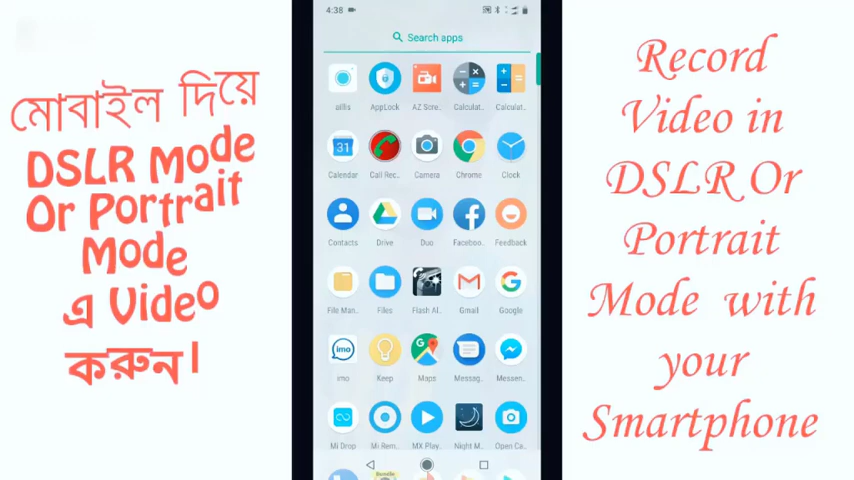 মোবাইল দিয়ে
DSLR Mode
Or Portrait
Mode
এ Video
করুন।
4:38
Search apps
ailis AppLock AZ Scre.. Calculat.. Calculat..
31
Calendar Call Rec.. Camera Chrome Clock
Contacts Drive Duo Faceboo.. Feedback
File Man.. Files Flash Al.. Gmail Google
imo
imo Keep Maps Messag.. Messen..
Mi Drop Mi Rem.. MX Play.. Night M.. Open Ca..
Record
Video in
DSLR Or
Portrait
Mode with
your
Smartphone